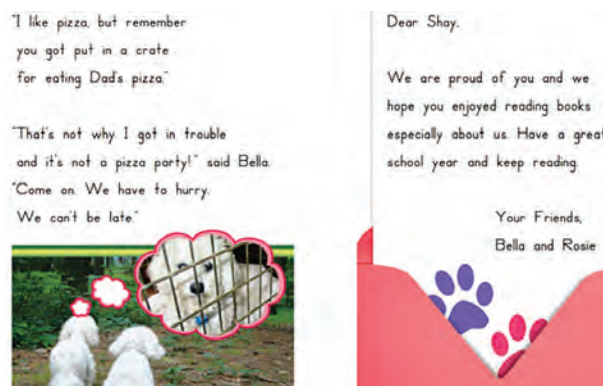 "I like pizza, but remember
you got put in a crate
for eating Dad's pizza."
"That's not why I got in trouble
and it's not a pizza party!" said Bella.
"Come on. We have to hurry.
We can't be late."
Dear Shay,
We are proud of you and we
hope you enjoyed reading books
especially about us. Have a great
school year and keep reading.
Your Friends,
Bella and Rosie